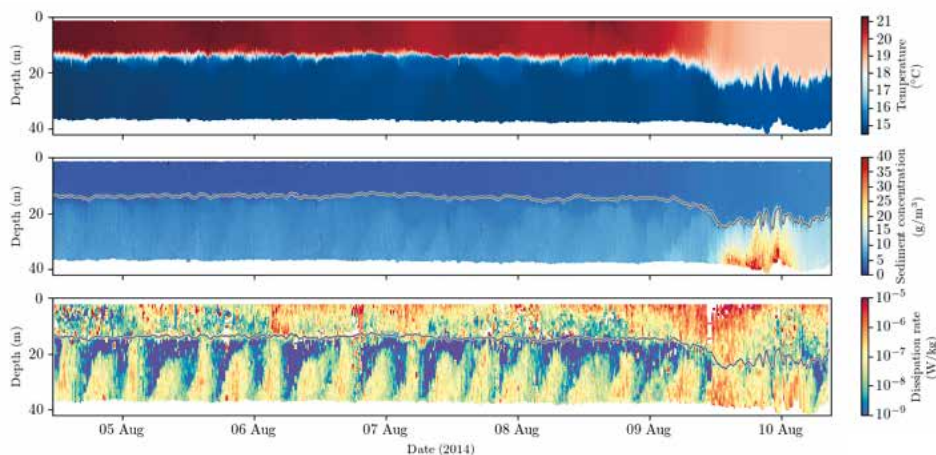 0
20
40
Depth (m)
21
20
19
18
17
16
15
Temperature
(°C)
0
20
40
Depth (m)
40
35
30
25
20
15
10
5
0
Sediment concentration
(g/m³)
0
20
40
Depth (m)
10⁻⁵
10⁻⁶
10⁻⁷
10⁻⁸
10⁻⁹
Dissipation rate
(W/kg)
05 Aug 06 Aug 07 Aug 08 Aug 09 Aug 10 Aug
Date (2014)